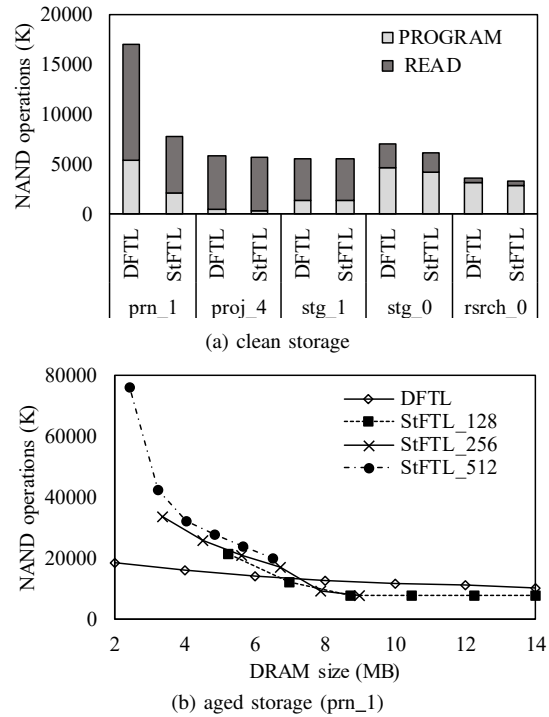 20000
PROGRAM
READ
15000
10000
5000
0
NAND operations (K)
DFTL StFTL DFTL StFTL DFTL StFTL DFTL StFTL DFTL StFTL
prn_1 proj_4 stg_1 stg_0 rsrch_0
(a) clean storage
80000
DFTL
StFTL_128
StFTL_256
StFTL_512
60000
40000
20000
0
NAND operations (K)
2 4 6 8 10 12 14
DRAM size (MB)
(b) aged storage (prn_1)